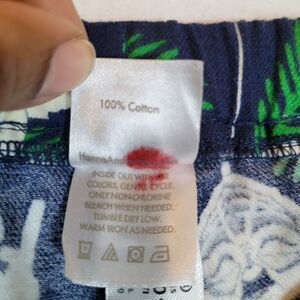 100% Cotton
HannaAnd
INSIDE OUT WITH
COLORS, GENTLE CYCLE.
ONLY NON-CHLORINE
BLEACH WHEN NEEDED.
TUMBLE DRY LOW.
WARM IRON AS NEEDED.